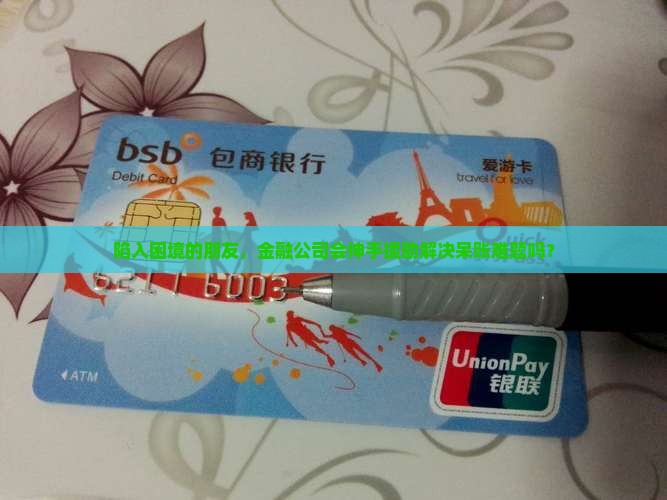 bsb 包商银行
Debit Card
爱游卡
travel for love
陷入困境的朋友，金融公司会伸手援助解决呆账难题吗？
Quick
6217 6003
ATM
UnionPay
银联